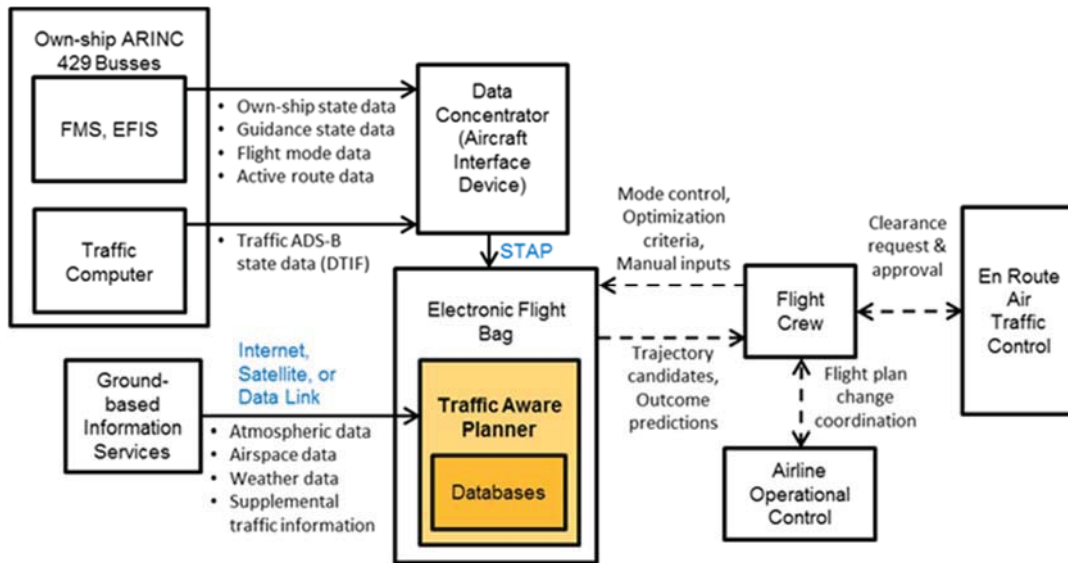 Own-ship ARINC
429 Busses
FMS, EFIS
Traffic
Computer
• Own-ship state data
• Guidance state data
• Flight mode data
• Active route data
• Traffic ADS-B
state data (DTIF)
Data
Concentrator
(Aircraft
Interface
Device)
STAP
Ground-
based
Information
Services
Internet,
Satellite, or
Data Link
• Atmospheric data
• Airspace data
• Weather data
• Supplemental
traffic information
Electronic Flight
Bag
Traffic Aware
Planner
Databases
Mode control,
Optimization
criteria,
Manual inputs
Trajectory
candidates,
Outcome
predictions
Flight
Crew
Clearance
request &
approval
En Route
Air
Traffic
Control
Flight plan
change
coordination
Airline
Operational
Control